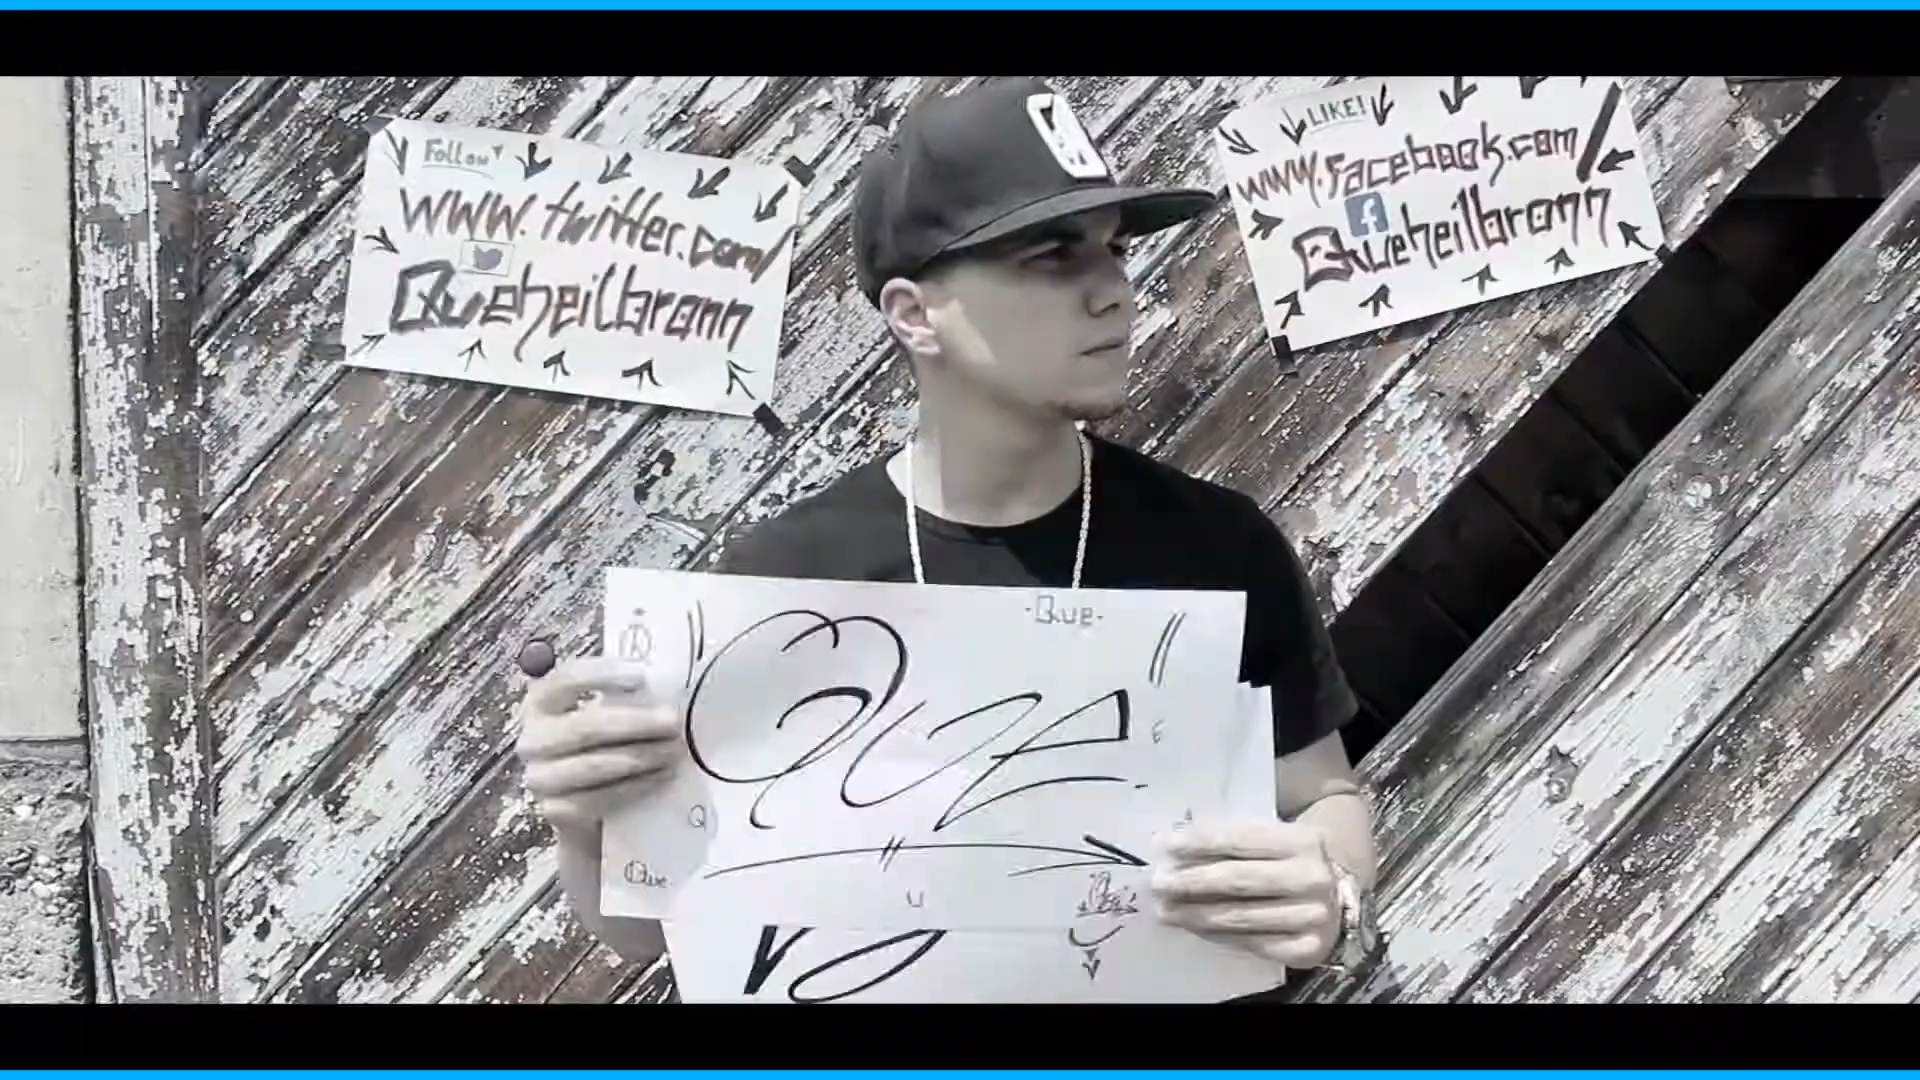 Follow
www.twitter.com/
Queheilbronn
LIKE!
www.facebook.com/
f
Queheilbronn
-Que-
Que
E
Q
Que
U